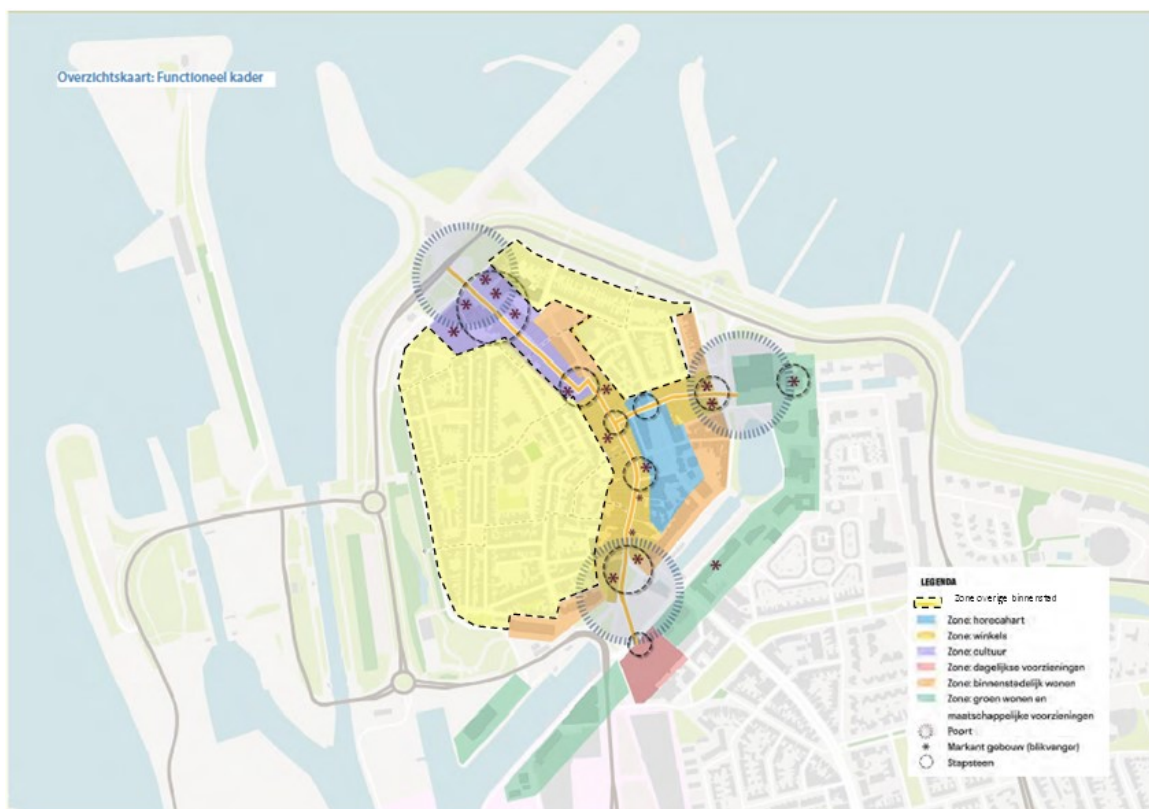 Overzichtskaart: Functioneel kader
LEGENDA
Zone overige binnenstad
Zone: horecahart
Zone: winkels
Zone: cultuur
Zone: dagelijkse voorzieningen
Zone: binnenstedelijk wonen
Zone: groen wonen en
maatschappelijke voorzieningen
Poort
Markant gebouw (blikvanger)
Stapsteen